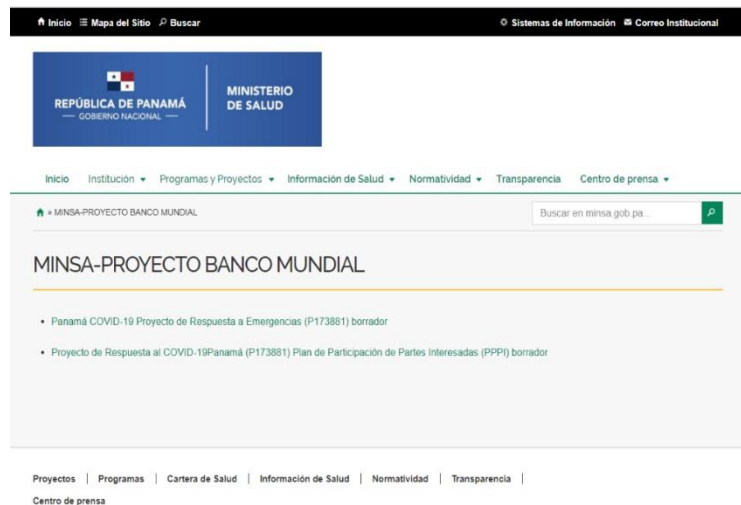 Inicio Mapa del Sitio Buscar
Sistemas de Información Correo Institucional
REPÚBLICA DE PANAMÁ
— GOBIERNO NACIONAL —
MINISTERIO
DE SALUD
Inicio Institución Programas y Proyectos Información de Salud Normatividad Transparencia Centro de prensa
» MINSA-PROYECTO BANCO MUNDIAL
Buscar en minsa.gob.pa...
MINSA-PROYECTO BANCO MUNDIAL
• Panamá COVID-19 Proyecto de Respuesta a Emergencias (P173881) borrador
• Proyecto de Respuesta al COVID-19Panamá (P173881) Plan de Participación de Partes Interesadas (PPPI) borrador
Proyectos | Programas | Cartera de Salud | Información de Salud | Normatividad | Transparencia |
Centro de prensa